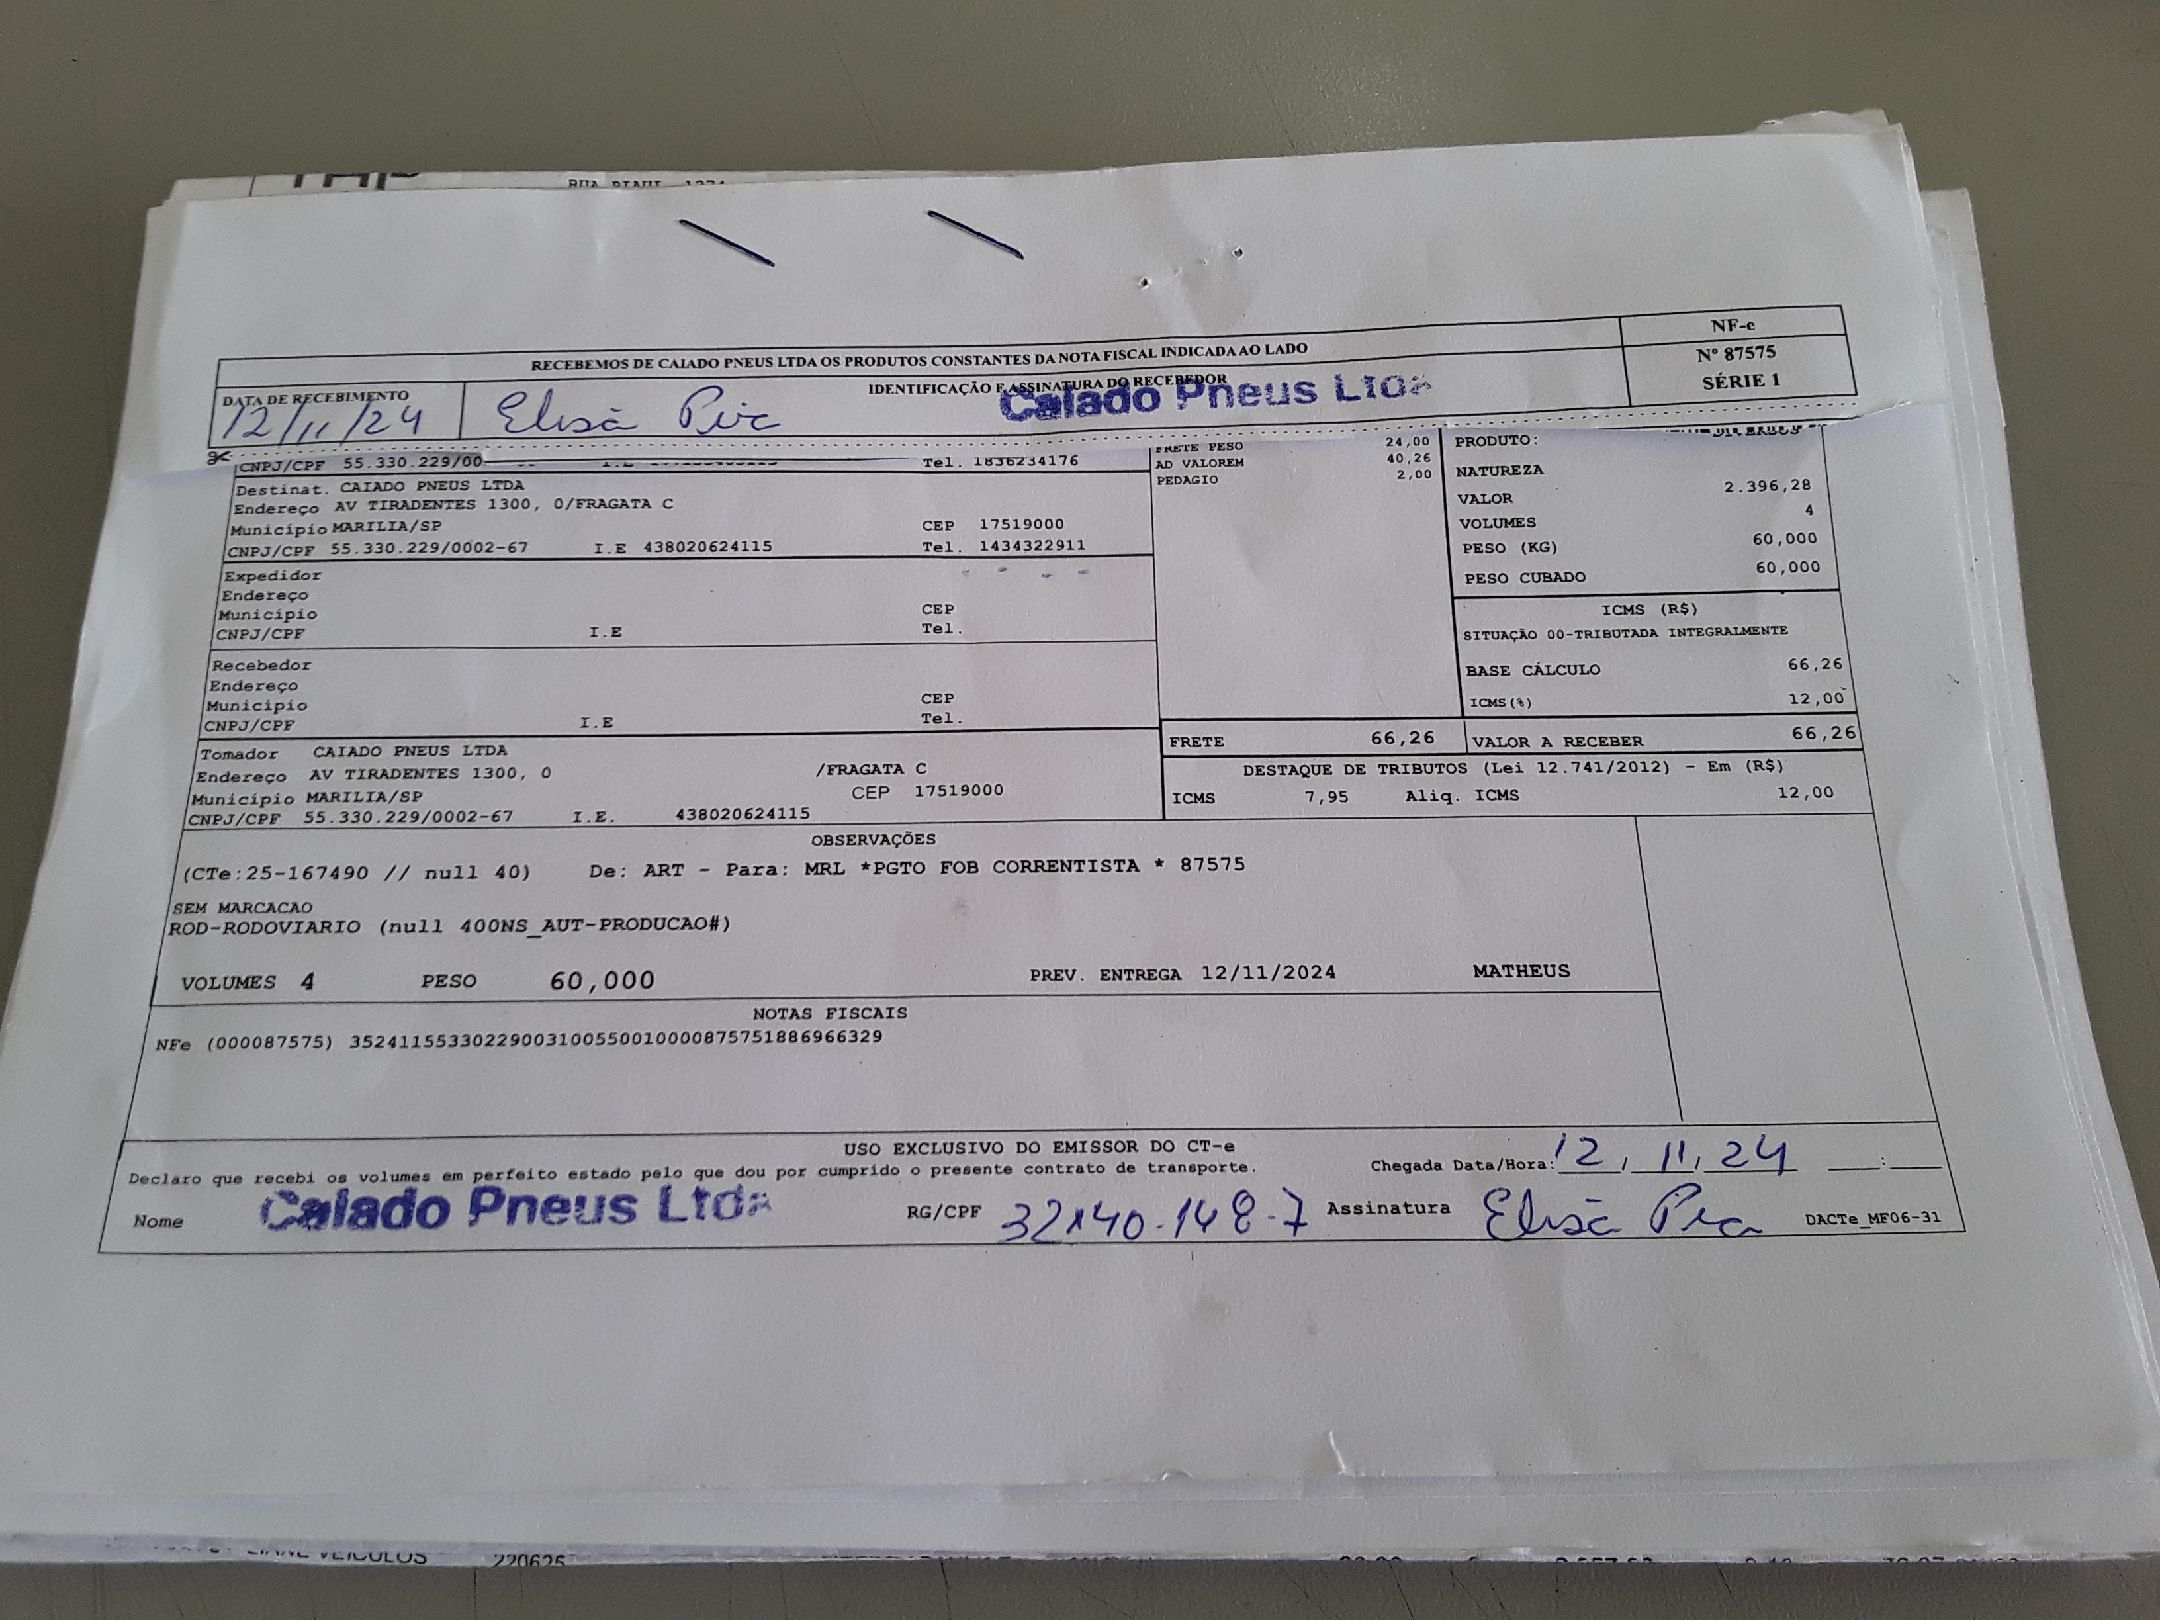 RUA PIAUI, 1274
NF-e
RECEBEMOS DE CAIADO PNEUS LTDA OS PRODUTOS CONSTANTES DA NOTA FISCAL INDICADA AO LADO
Nº 87575
SÉRIE 1
DATA DE RECEBIMENTO
IDENTIFICAÇÃO E ASSINATURA DO RECEBEDOR
12/11/24
Caiado Pneus Ltda
CNPJ/CPF 55.330.229/00 Tel. 1836234176
FRETE PESO 24,00
AD VALOREM 40,26
PEDAGIO 2,00
PRODUTO:
NATUREZA
VALOR 2.396,28
VOLUMES 4
PESO (KG) 60,000
PESO CUBADO 60,000
Destinat. CAIADO PNEUS LTDA
Endereço AV TIRADENTES 1300, 0/FRAGATA C
Município MARILIA/SP CEP 17519000
CNPJ/CPF 55.330.229/0002-67 I.E 438020624115 Tel. 1434322911
Expedidor
Endereço
Município CEP
CNPJ/CPF I.E Tel.
ICMS (R$)
SITUAÇÃO 00-TRIBUTADA INTEGRALMENTE
BASE CÁLCULO 66,26
ICMS(%) 12,00
Recebedor
Endereço
Município CEP
CNPJ/CPF I.E Tel.
FRETE 66,26 VALOR A RECEBER 66,26
Tomador CAIADO PNEUS LTDA
Endereço AV TIRADENTES 1300, 0 /FRAGATA C
Município MARILIA/SP CEP 17519000
CNPJ/CPF 55.330.229/0002-67 I.E. 438020624115
DESTAQUE DE TRIBUTOS (Lei 12.741/2012) - Em (R$)
ICMS 7,95 Aliq. ICMS 12,00
OBSERVAÇÕES
(CTe:25-167490 // null 40) De: ART - Para: MRL *PGTO FOB CORRENTISTA * 87575
SEM MARCACAO
ROD-RODOVIARIO (null 400NS_AUT-PRODUCAO#)
VOLUMES 4 PESO 60,000 PREV. ENTREGA 12/11/2024 MATHEUS
NOTAS FISCAIS
NFe (000087575) 35241155330229003100550010000875751886966329
USO EXCLUSIVO DO EMISSOR DO CT-e
Declaro que recebi os volumes em perfeito estado pelo que dou por cumprido o presente contrato de transporte.
Chegada Data/Hora: 12, 11, 24 :
Nome Caiado Pneus Ltda RG/CPF Assinatura DACTe_MF06-31
VEICULOS 220625